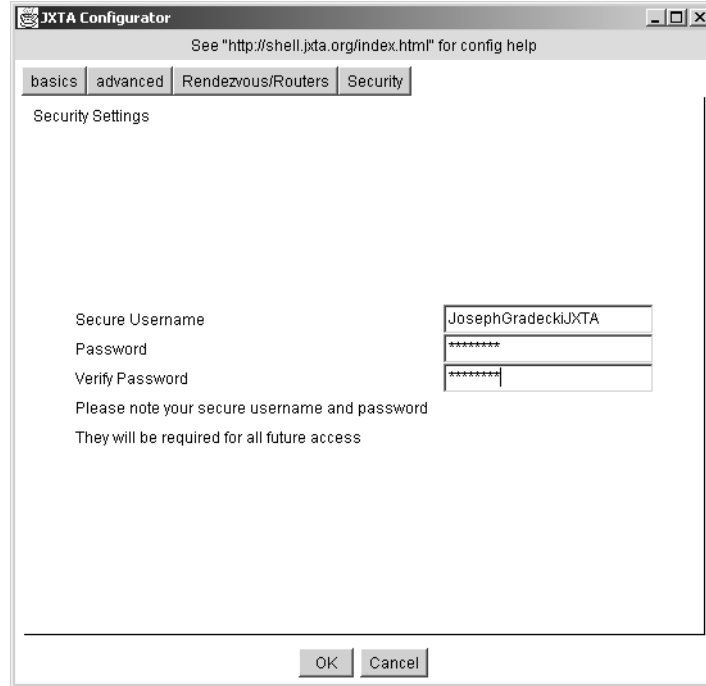 JXTA Configurator
See "http://shell.jxta.org/index.html" for config help
basics advanced Rendezvous/Routers Security
Security Settings
Secure Username JosephGradeckiJXTA
Password ********
Verify Password ********
Please note your secure username and password
They will be required for all future access
OK Cancel